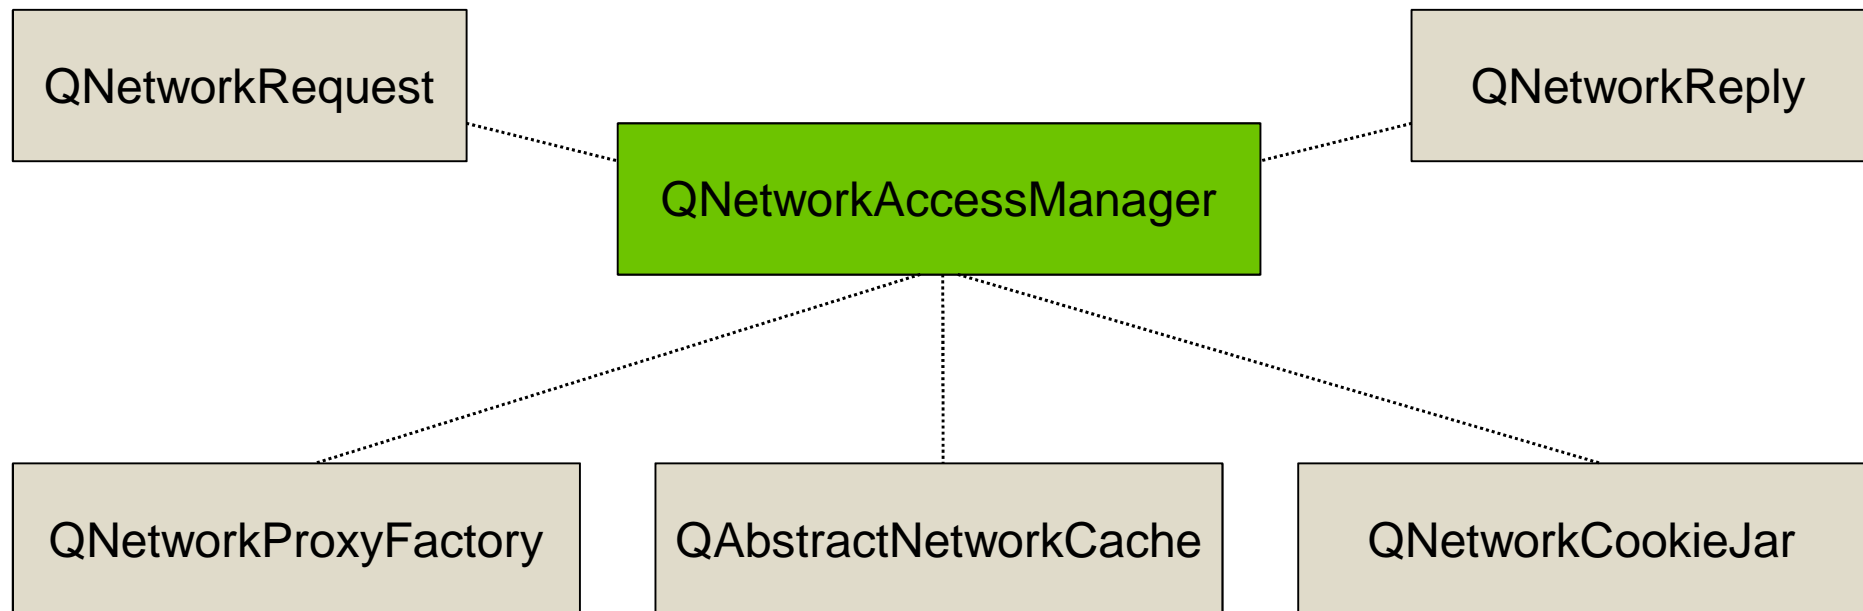 QNetworkRequest
QNetworkReply
QNetworkAccessManager
QNetworkProxyFactory
QAbstractNetworkCache
QNetworkCookieJar